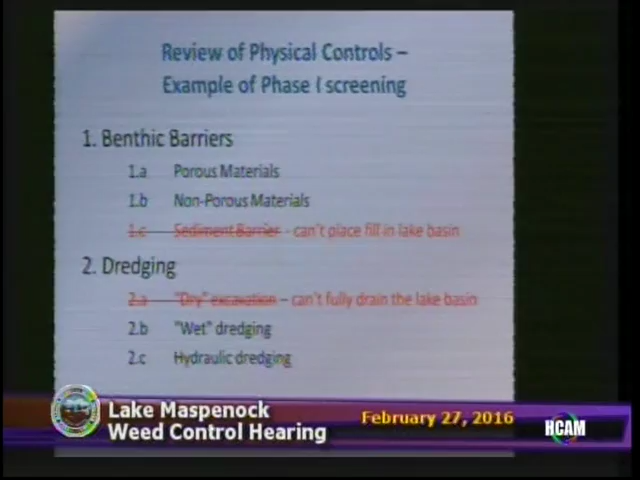 Review of Physical Controls –
Example of Phase I screening
1. Benthic Barriers
1.a Porous Materials
1.b Non-Porous Materials
1.c Sediment Barrier - can't place fill in lake basin
2. Dredging
2.a "Dry" excavation – can't fully drain the lake basin
2.b "Wet" dredging
2.c Hydraulic dredging
Lake Maspenock
Weed Control Hearing
February 27, 2016
HCAM